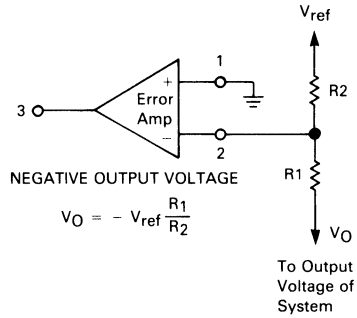 Vref
1
+
Error
Amp
3
−
2
R2
R1
NEGATIVE OUTPUT VOLTAGE
VO = − Vref R1/R2
VO
To Output
Voltage of
System